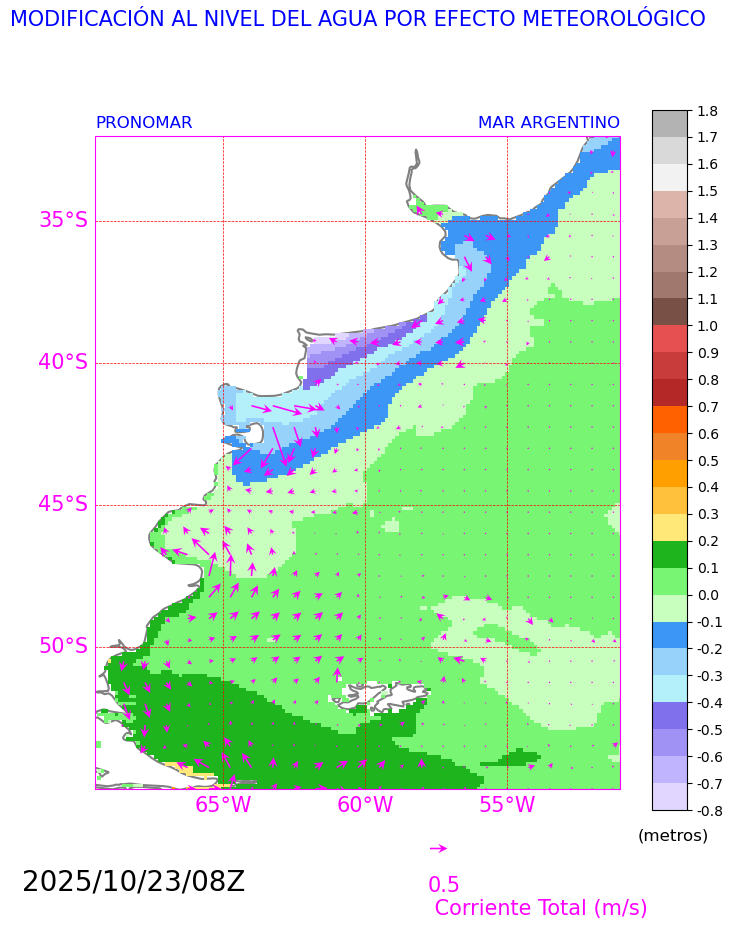 MODIFICACIÓN AL NIVEL DEL AGUA POR EFECTO METEOROLÓGICO
PRONOMAR
MAR ARGENTINO
35°S
40°S
45°S
50°S
65°W
60°W
55°W
1.8
1.7
1.6
1.5
1.4
1.3
1.2
1.1
1.0
0.9
0.8
0.7
0.6
0.5
0.4
0.3
0.2
0.1
0.0
-0.1
-0.2
-0.3
-0.4
-0.5
-0.6
-0.7
-0.8
(metros)
2025/10/23/08Z
0.5
Corriente Total (m/s)